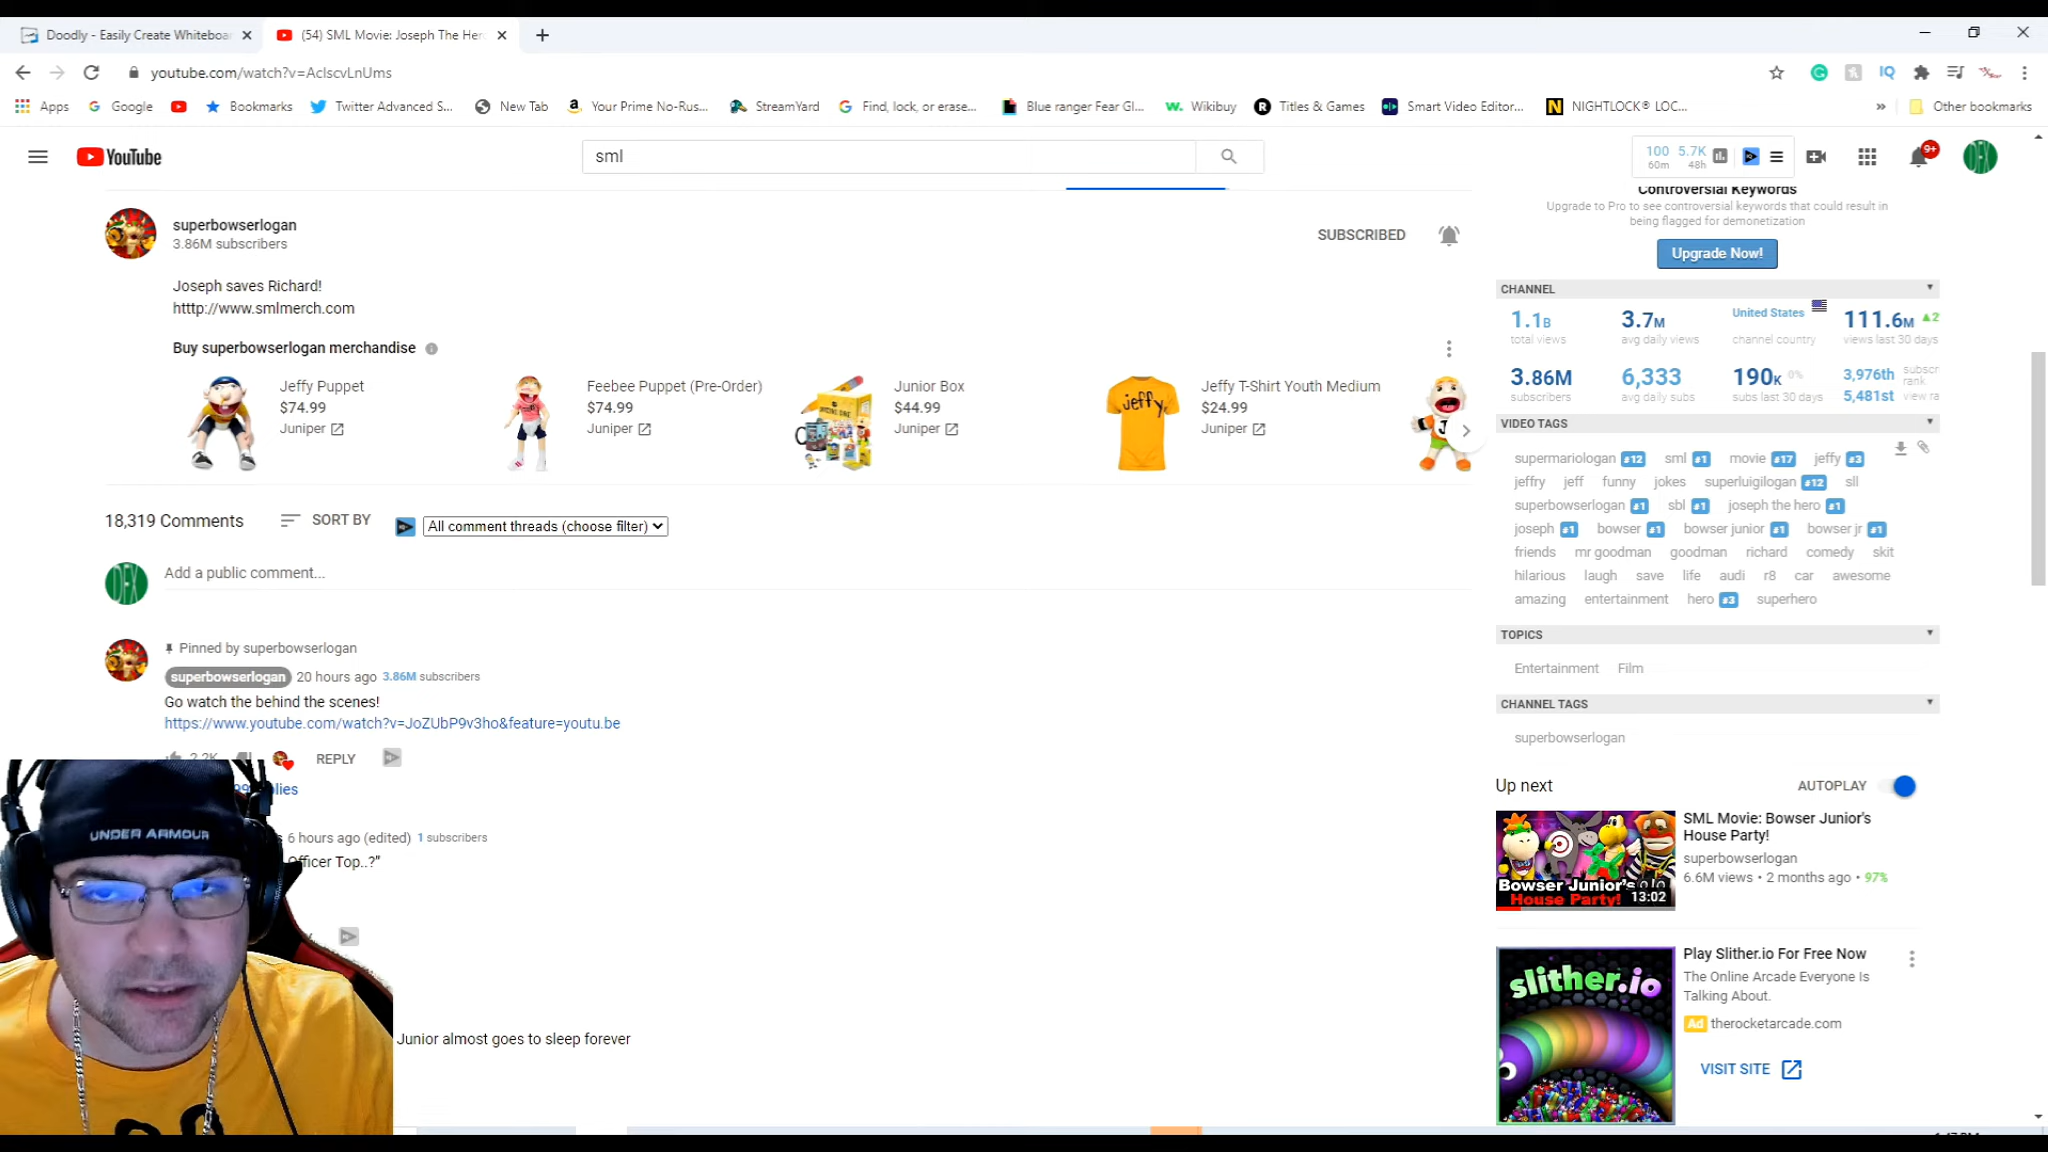 Doodly - Easily Create Whiteboa
(54) SML Movie: Joseph The Her
youtube.com/watch?v=AcIscvLnUms
Apps
Google
Bookmarks
Twitter Advanced S...
New Tab
Your Prime No-Rus...
StreamYard
Find, lock, or erase...
Blue ranger Fear Gl...
Wikibuy
Titles & Games
Smart Video Editor...
NIGHTLOCK® LOC...
Other bookmarks
YouTube
sml
100 60m
5.7K 48h
9+
Controversial Keywords
Upgrade to Pro to see controversial keywords that could result in
being flagged for demonetization
Upgrade Now!
superbowserlogan
3.86M subscribers
SUBSCRIBED
Joseph saves Richard!
htttp://www.smlmerch.com
Buy superbowserlogan merchandise
Jeffy Puppet
$74.99
Juniper
Feebee Puppet (Pre-Order)
$74.99
Juniper
Junior Box
$44.99
Juniper
jeffy
Jeffy T-Shirt Youth Medium
$24.99
Juniper
18,319 Comments
SORT BY
All comment threads (choose filter)
DFX
Add a public comment...
Pinned by superbowserlogan
superbowserlogan 20 hours ago 3.86M subscribers
Go watch the behind the scenes!
https://www.youtube.com/watch?v=JoZUbP9v3ho&feature=youtu.be
2.2K
REPLY
UNDER ARMOUR
6 hours ago (edited) 1 subscribers
Officer Top..?"
Junior almost goes to sleep forever
CHANNEL
1.1B total views
3.7M avg daily views
United States channel country
111.6M ▲2 views last 30 days
3.86M subscribers
6,333 avg daily subs
190K 0% subs last 30 days
3,976th subscr rank
5,481st view ra
VIDEO TAGS
supermariologan #12 sml #1 movie #17 jeffy #3
jeffry jeff funny jokes superluigilogan #12 sll
superbowserlogan #1 sbl #1 joseph the hero #1
joseph #1 bowser #1 bowser junior #1 bowser jr #1
friends mr goodman goodman richard comedy skit
hilarious laugh save life audi r8 car awesome
amazing entertainment hero #3 superhero
TOPICS
Entertainment Film
CHANNEL TAGS
superbowserlogan
Up next
AUTOPLAY
Bowser Junior's
House Party!
13:02
SML Movie: Bowser Junior's
House Party!
superbowserlogan
6.6M views • 2 months ago • 97%
slither.io
Play Slither.io For Free Now
The Online Arcade Everyone Is
Talking About.
Ad therocketarcade.com
VISIT SITE